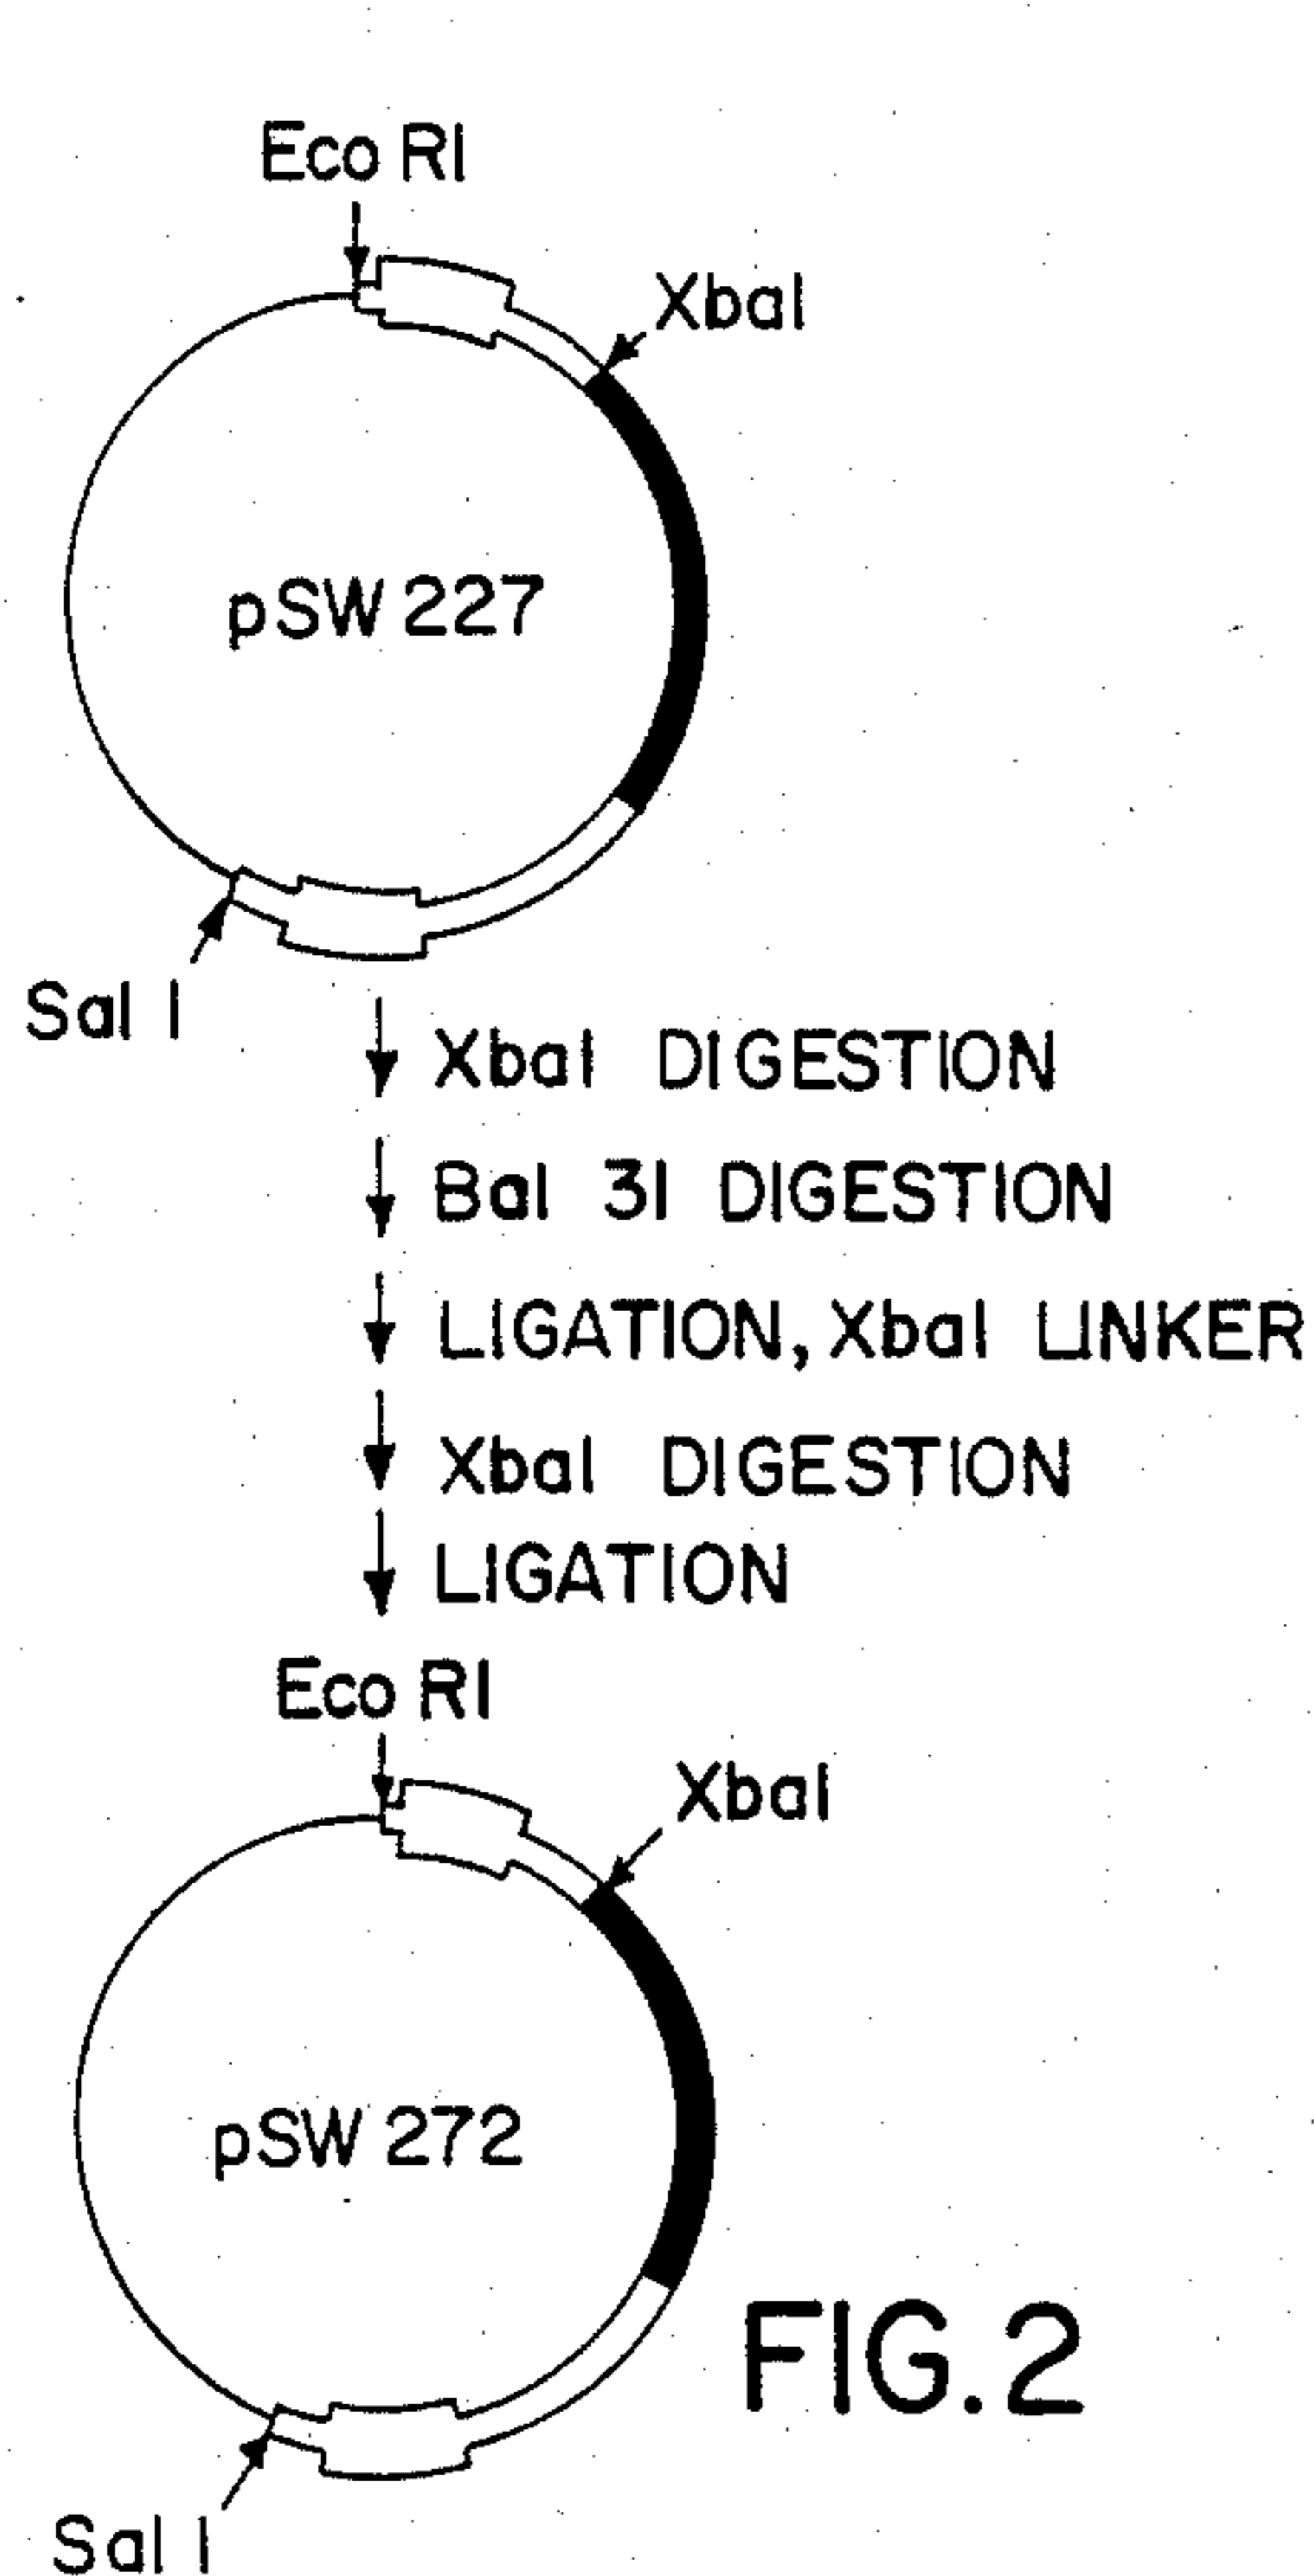 Eco RI
XbaI
pSW 227
Sal I
XbaI DIGESTION
Bal 31 DIGESTION
LIGATION, XbaI LINKER
XbaI DIGESTION
LIGATION
Eco RI
XbaI
pSW 272
FIG. 2
Sal I